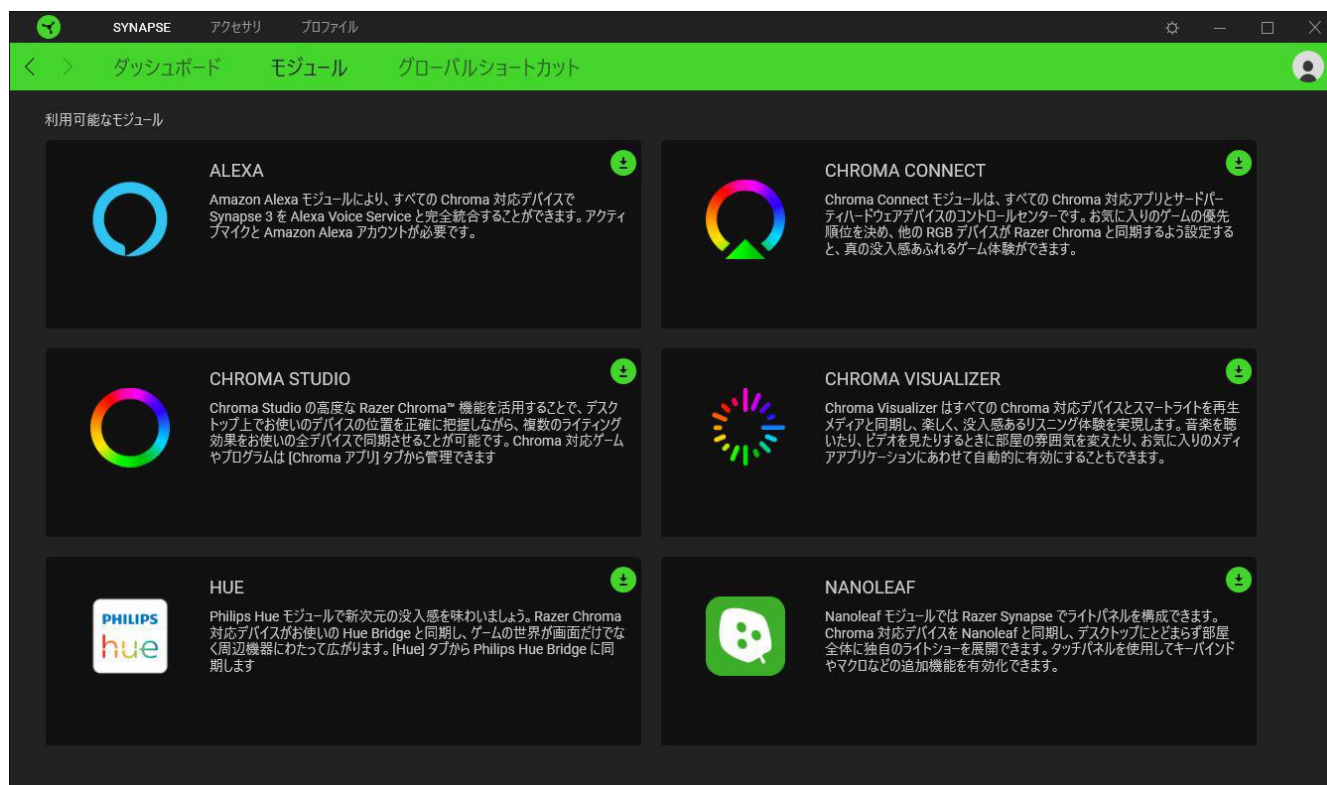 SYNAPSE アクセサリ プロファイル
ダッシュボード モジュール グローバルショートカット
利用可能なモジュール
ALEXA
Amazon Alexa モジュールにより、すべての Chroma 対応デバイスで
Synapse 3 を Alexa Voice Service と完全統合することができます。アクティ
ブマイクと Amazon Alexa アカウントが必要です。
CHROMA CONNECT
Chroma Connect モジュールは、すべての Chroma 対応アプリとサードパー
ティハードウェアデバイスのコントロールセンターです。お気に入りのゲームの優先
順位を決め、他の RGB デバイスが Razer Chroma と同期するよう設定する
と、真の没入感あふれるゲーム体験ができます。
CHROMA STUDIO
Chroma Studio の高度な Razer Chroma™ 機能を活用することで、デスク
トップ上でお使いのデバイスの位置を正確に把握しながら、複数のライティング
効果をお使いの全デバイスで同期させることが可能です。Chroma 対応ゲーム
やプログラムは [Chroma アプリ] タブから管理できます
CHROMA VISUALIZER
Chroma Visualizer はすべての Chroma 対応デバイスとスマートライトを再生
メディアと同期し、楽しく、没入感あるリスニング体験を実現します。音楽を聴
いたり、ビデオを見たりするときに部屋の雰囲気を変えたり、お気に入りのメディ
アアプリケーションにあわせて自動的に有効にすることもできます。
PHILIPS
hue
HUE
Philips Hue モジュールで新次元の没入感を味わいましょう。Razer Chroma
対応デバイスがお使いの Hue Bridge と同期し、ゲームの世界が画面だけでな
く周辺機器にわたって広がります。[Hue] タブから Philips Hue Bridge に同
期します
NANOLEAF
Nanoleaf モジュールでは Razer Synapse でライトパネルを構成できます。
Chroma 対応デバイスを Nanoleaf と同期し、デスクトップにとどまらず部屋
全体に独自のライトショーを展開できます。タッチパネルを使用してキーバインド
やマクロなどの追加機能を有効化できます。